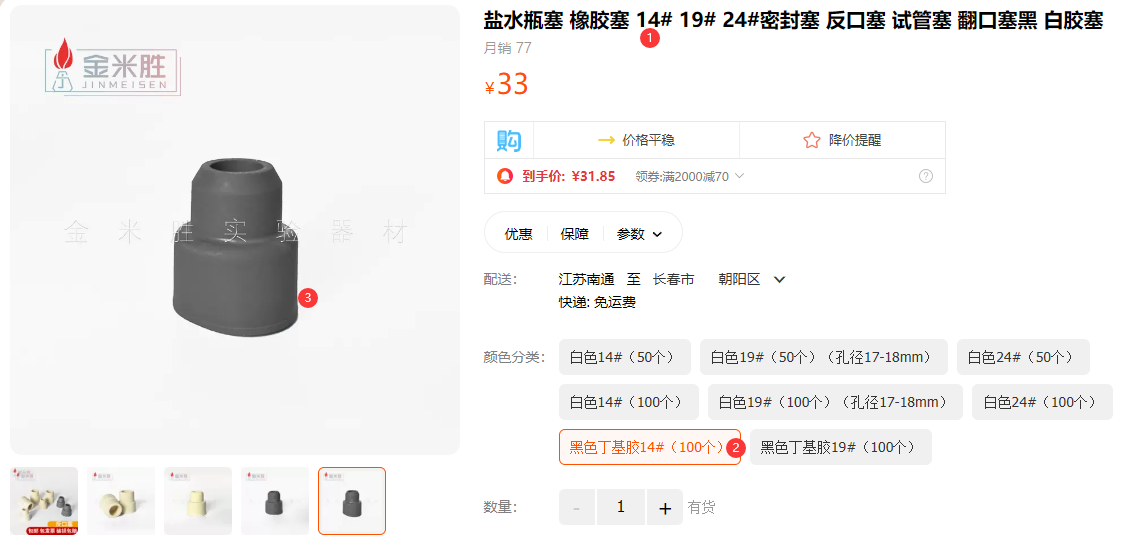 金米胜
JINMEISEN
金米胜实验器材
3
盐水瓶塞 橡胶塞 14# 19# 24#密封塞 反口塞 试管塞 翻口塞黑 白胶塞
1
月销 77
¥33
购 价格平稳 降价提醒
到手价: ¥31.85 领券:满2000减70 ?
优惠 保障 参数
配送: 江苏南通 至 长春市 朝阳区
快递: 免运费
颜色分类: 白色14#（50个） 白色19#（50个）（孔径17-18mm） 白色24#（50个）
白色14#（100个） 白色19#（100个）（孔径17-18mm） 白色24#（100个）
黑色丁基胶14#（100个） 2 黑色丁基胶19#（100个）
数量: - 1 + 有货